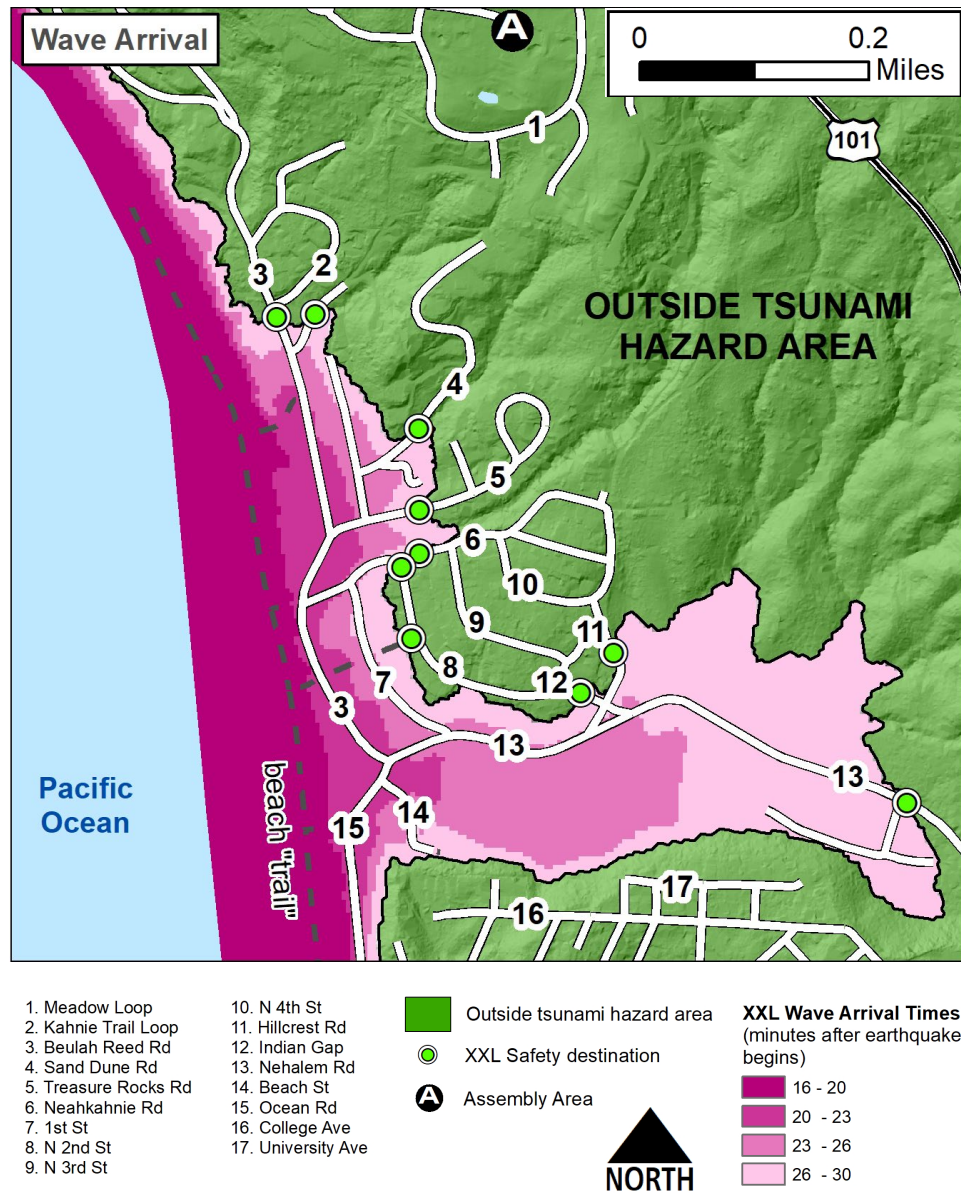 Wave Arrival
A
0 0.2
Miles
1
101
2
3
OUTSIDE TSUNAMI
HAZARD AREA
4
5
6
10
9
11
8
12
7
3
13
13
Pacific
Ocean
beach "trail"
14
15
17
16
1. Meadow Loop
2. Kahnie Trail Loop
3. Beulah Reed Rd
4. Sand Dune Rd
5. Treasure Rocks Rd
6. Neahkahnie Rd
7. 1st St
8. N 2nd St
9. N 3rd St
10. N 4th St
11. Hillcrest Rd
12. Indian Gap
13. Nehalem Rd
14. Beach St
15. Ocean Rd
16. College Ave
17. University Ave
Outside tsunami hazard area
XXL Safety destination
A Assembly Area
NORTH
XXL Wave Arrival Times
(minutes after earthquake
begins)
16 - 20
20 - 23
23 - 26
26 - 30